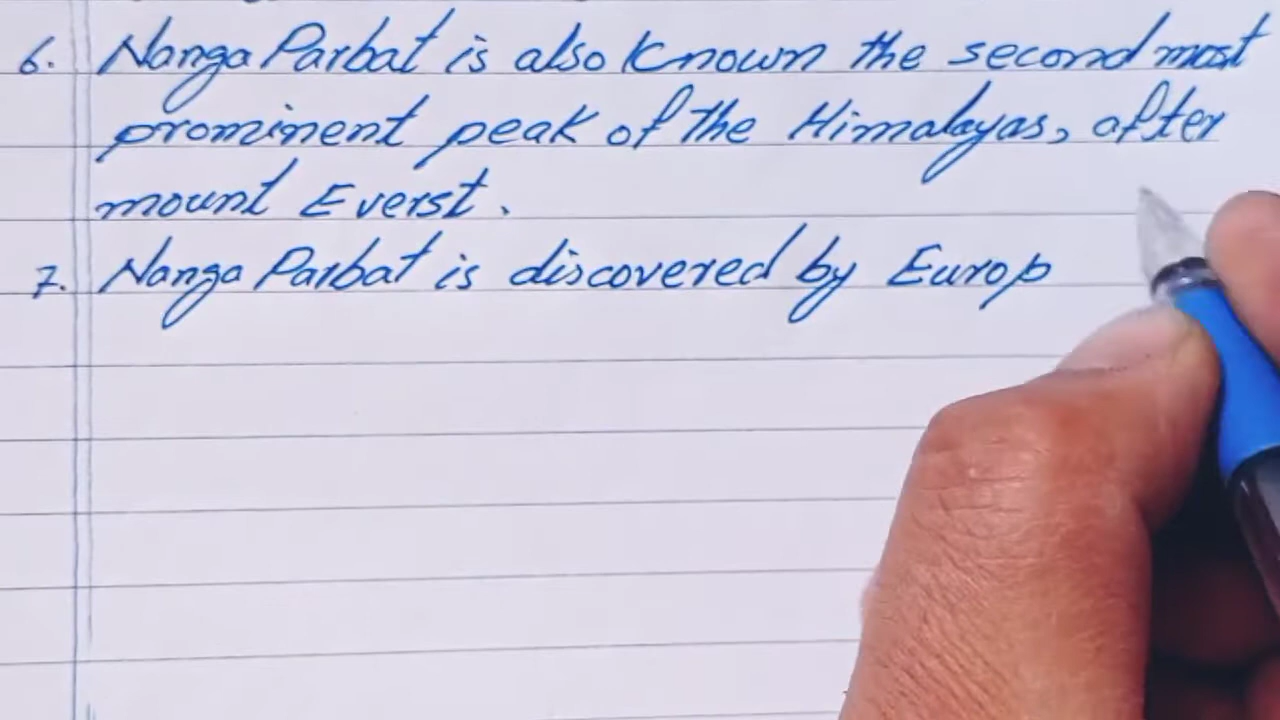 6. Nanga Parbat is also known the second most
prominent peak of the Himalayas, after
mount Everst.
7. Nanga Parbat is discovered by Europ